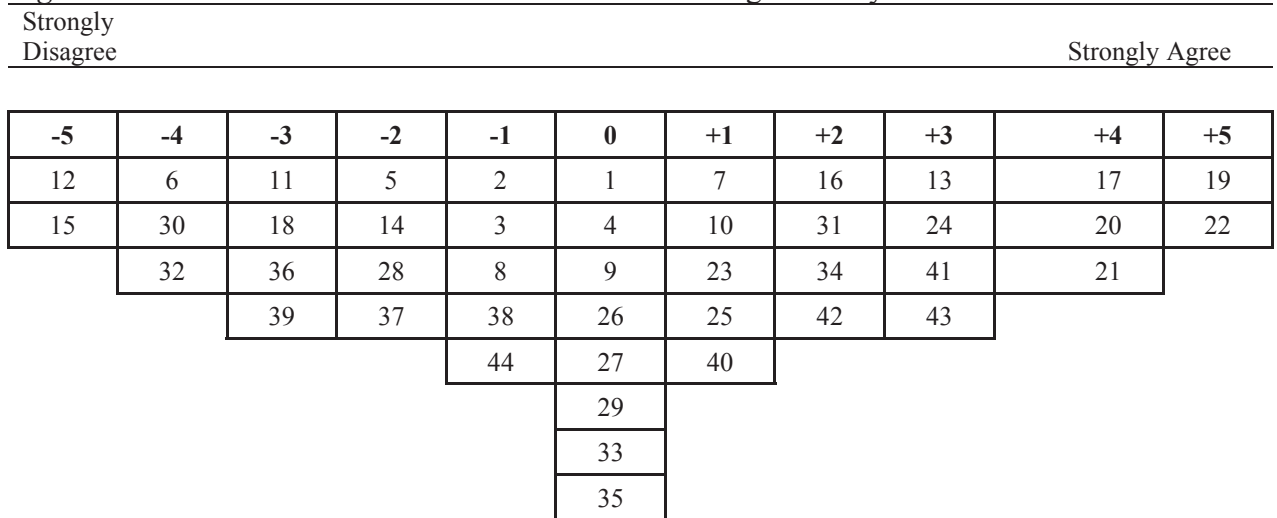 Strongly
Disagree Strongly Agree
-5 -4 -3 -2 -1 0 +1 +2 +3 +4 +5
12 6 11 5 2 1 7 16 13 17 19
15 30 18 14 3 4 10 31 24 20 22
32 36 28 8 9 23 34 41 21
39 37 38 26 25 42 43
44 27 40
29
33
35